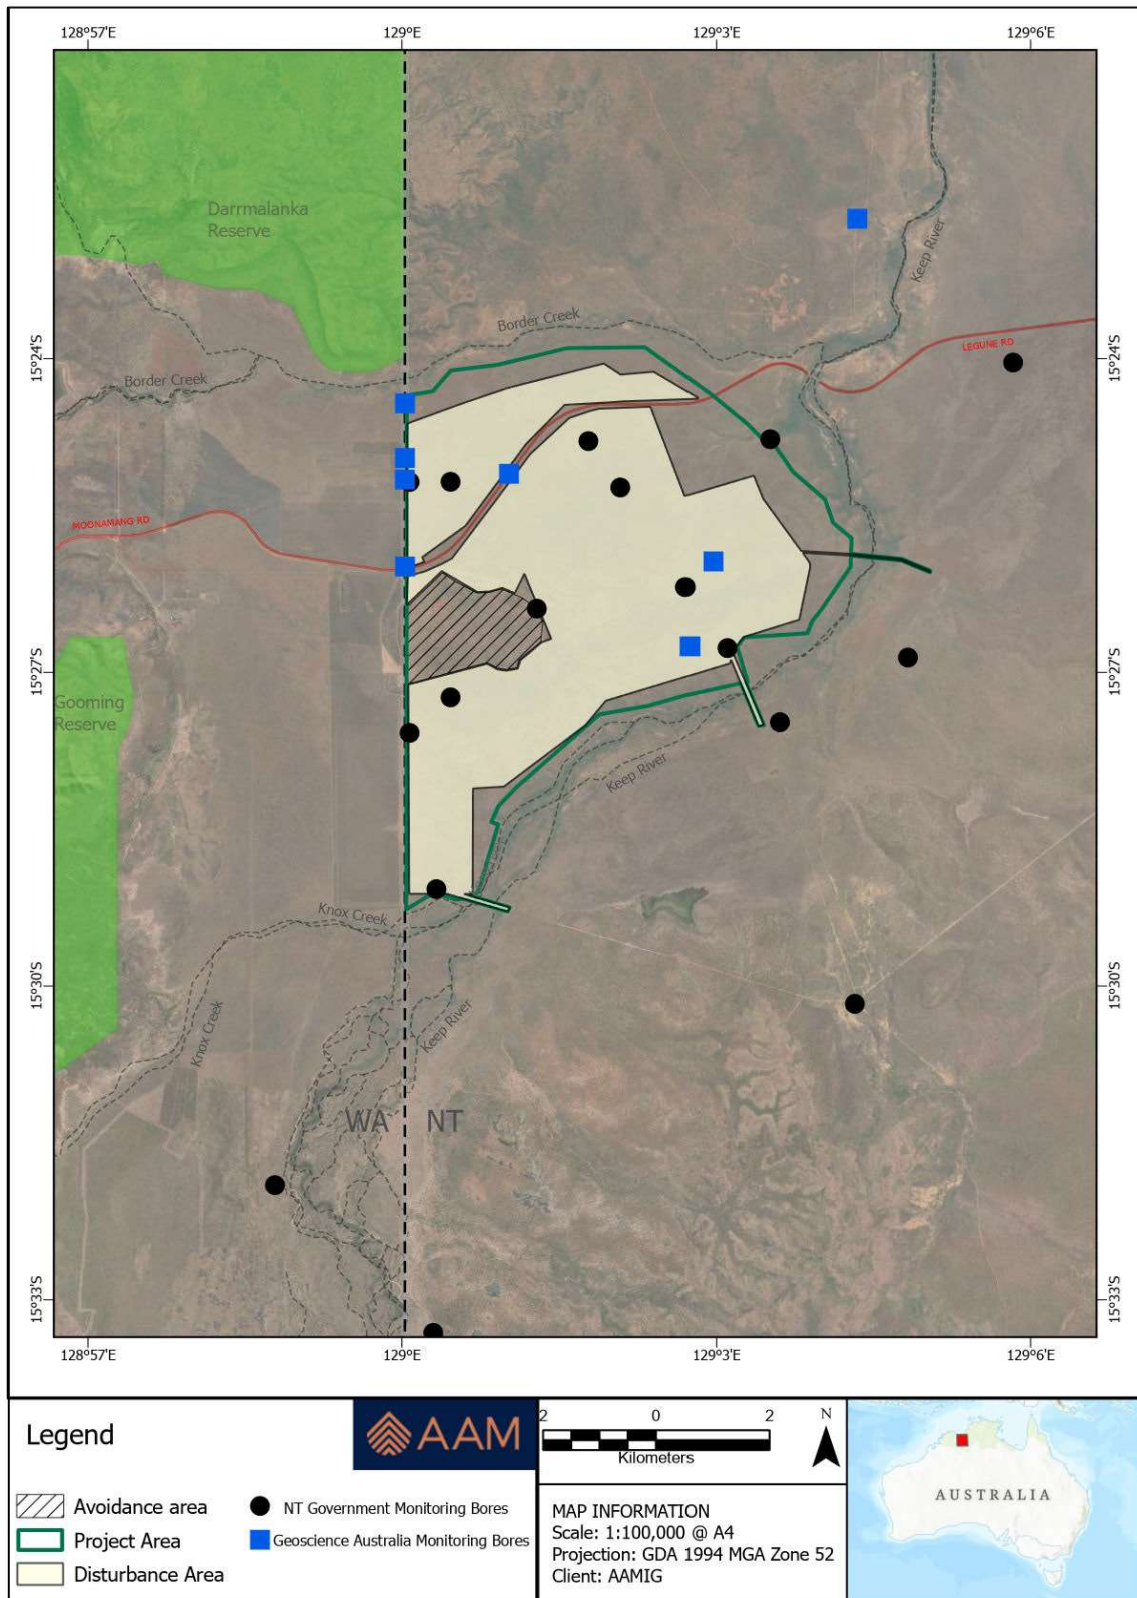 128°57'E
129°E
129°3'E
129°6'E
Darrmalanka
Reserve
Keep River
Border Creek
15°24'S
15°24'S
LEGUNE RD
Border Creek
MOONAMANG RD
15°27'S
15°27'S
Gooming
Reserve
Keep River
Knox Creek
15°30'S
15°30'S
Knox Creek
Keep River
WA
NT
15°33'S
15°33'S
128°57'E
129°E
129°3'E
129°6'E
Legend
AAM
2 0 2
Kilometers
N
Avoidance area
NT Government Monitoring Bores
Project Area
Geoscience Australia Monitoring Bores
Disturbance Area
MAP INFORMATION
Scale: 1:100,000 @ A4
Projection: GDA 1994 MGA Zone 52
Client: AAMIG
AUSTRALIA